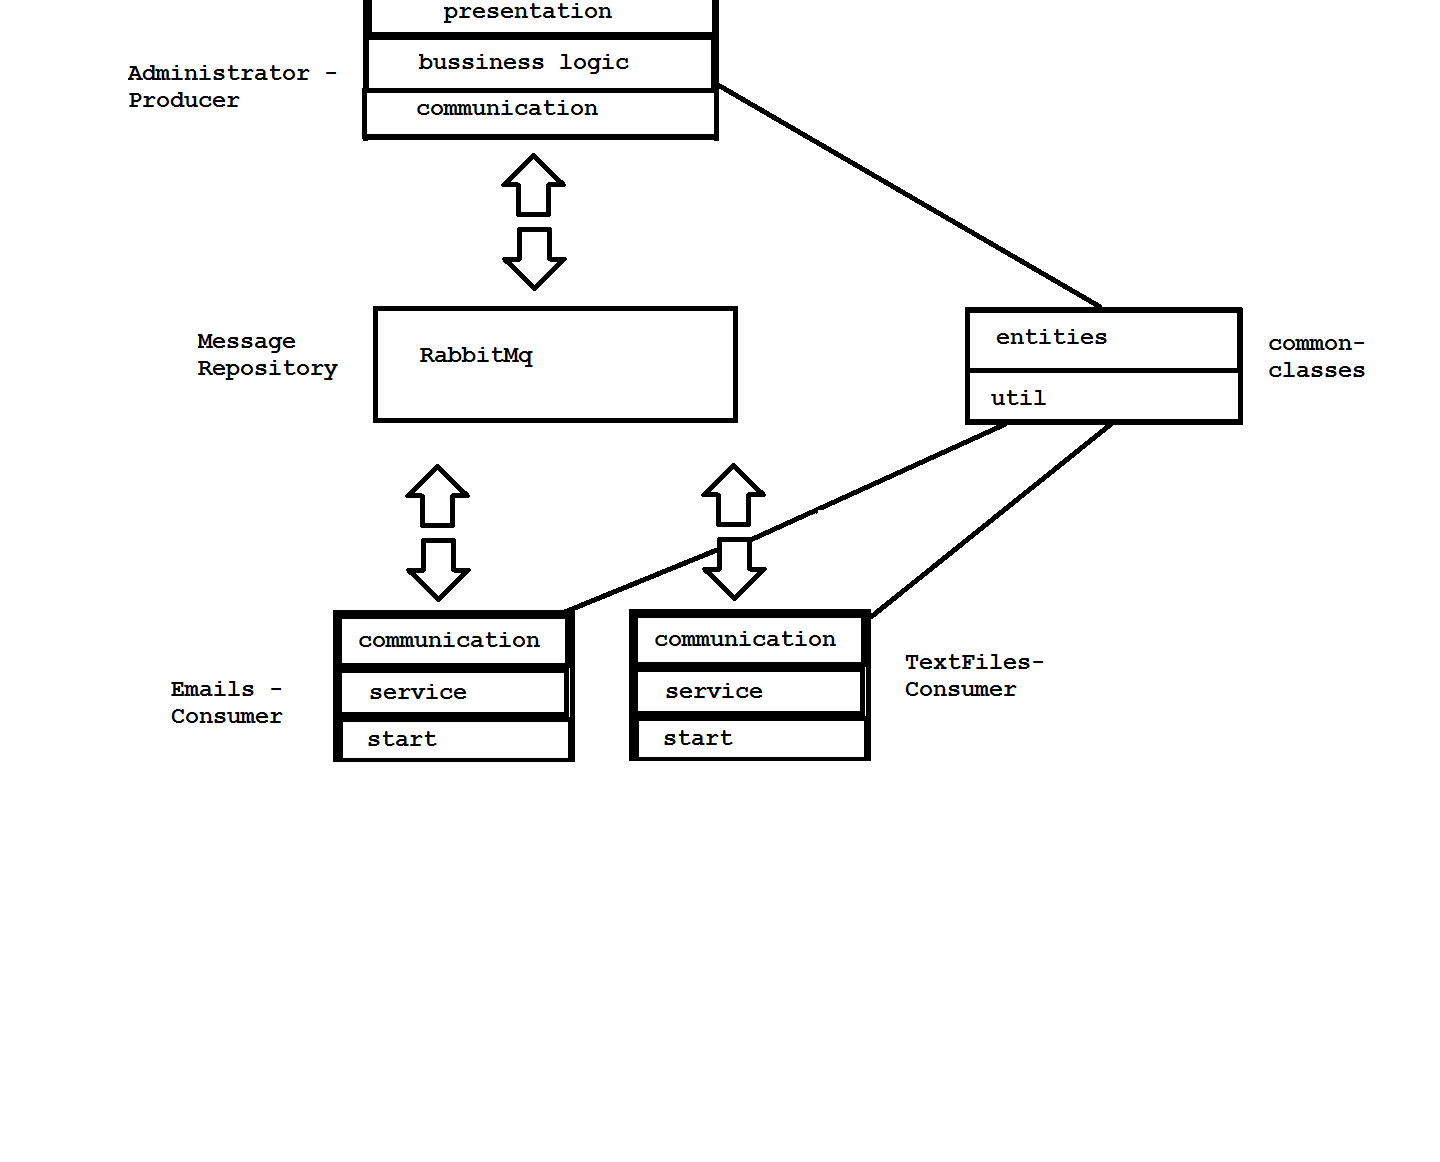 presentation
bussiness logic
Administrator -
Producer
communication
Message
Repository
RabbitMq
entities
util
common-
classes
communication
service
start
Emails -
Consumer
communication
service
start
TextFiles-
Consumer